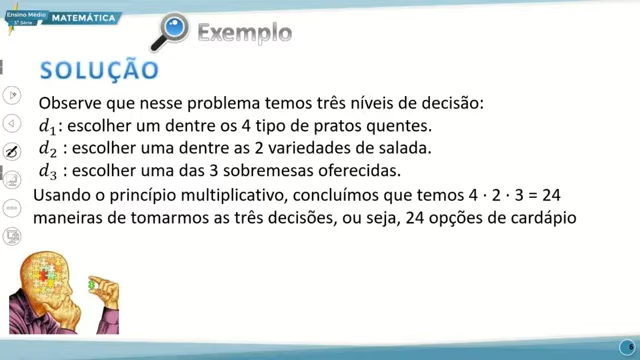 Ensino Médio
3ª Série
MATEMÁTICA
Exemplo
SOLUÇÃO
Observe que nesse problema temos três níveis de decisão:
d₁: escolher um dentre os 4 tipo de pratos quentes.
d₂ : escolher uma dentre as 2 variedades de salada.
d₃ : escolher uma das 3 sobremesas oferecidas.
Usando o princípio multiplicativo, concluímos que temos 4 · 2 · 3 = 24
maneiras de tomarmos as três decisões, ou seja, 24 opções de cardápio
6